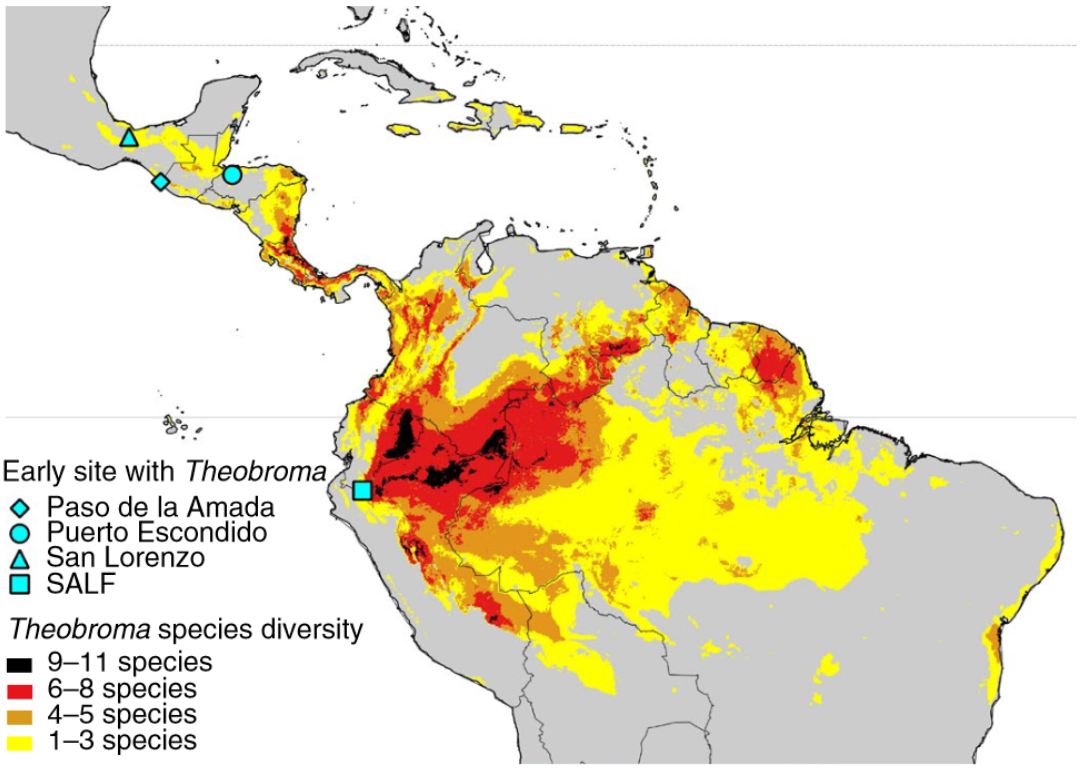 Early site with Theobroma
Paso de la Amada
Puerto Escondido
San Lorenzo
SALF
Theobroma species diversity
9–11 species
6–8 species
4–5 species
1–3 species